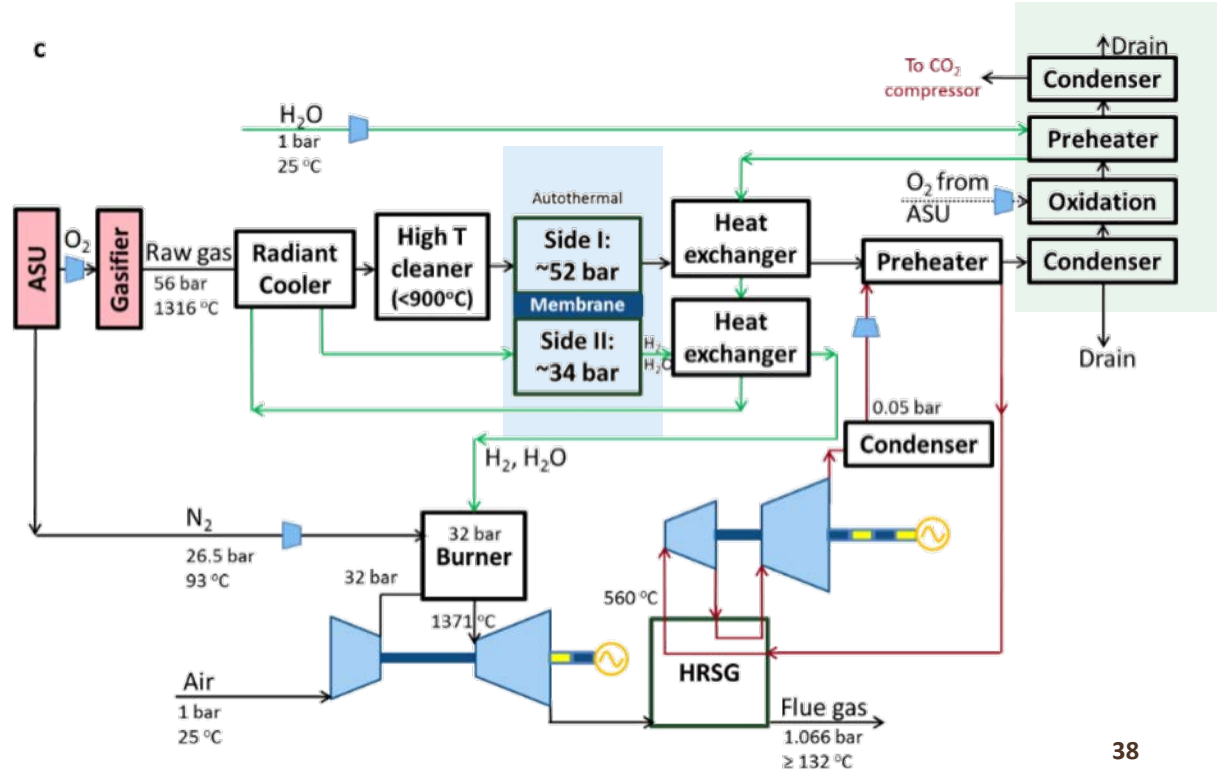 c
Drain
To CO₂
compressor
Condenser
H₂O
1 bar
25 °C
Preheater
O₂ from
ASU
Oxidation
Condenser
Drain
Autothermal
ASU
O₂
Gasifier
Raw gas
56 bar
1316 °C
Radiant
Cooler
High T
cleaner
(<900°C)
Side I:
~52 bar
Membrane
Side II:
~34 bar
H₂,
H₂O
Heat
exchanger
Heat
exchanger
Preheater
0.05 bar
Condenser
H₂, H₂O
N₂
26.5 bar
93 °C
32 bar
Burner
32 bar
1371 °C
560 °C
HRSG
Air
1 bar
25 °C
Flue gas
1.066 bar
≥ 132 °C
38